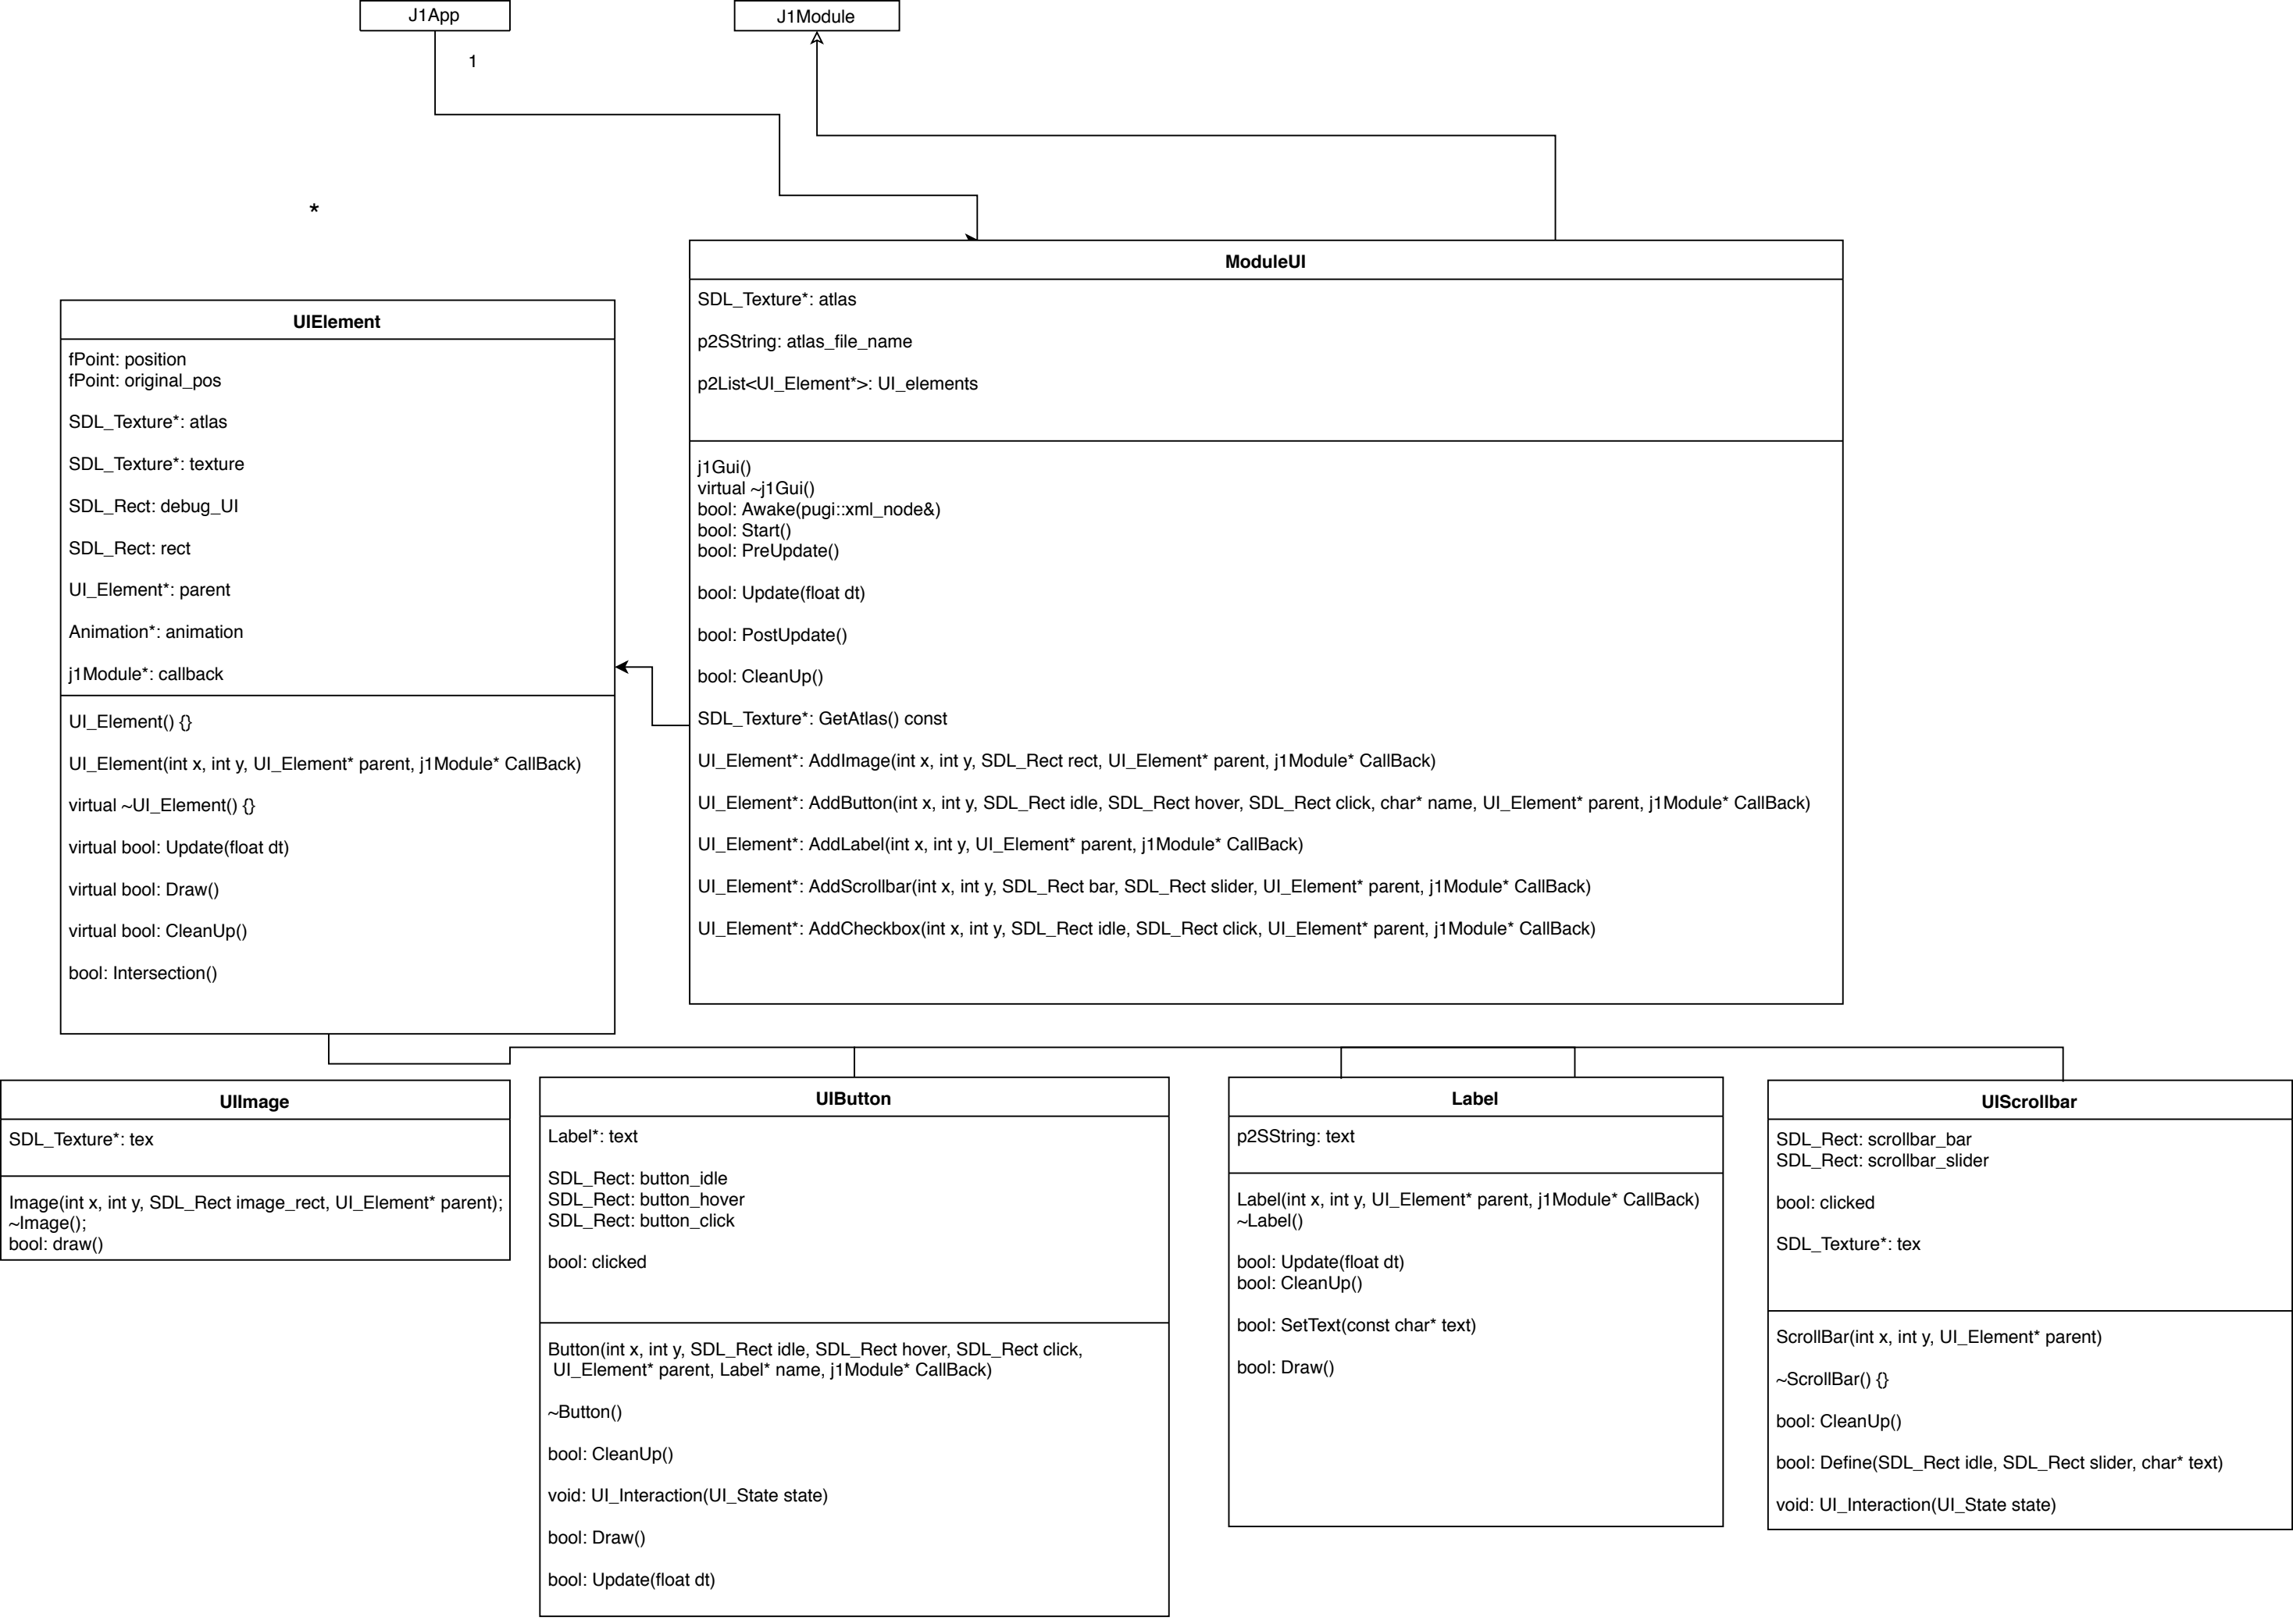 J1App
J1Module
1
*
ModuleUI
SDL_Texture*: atlas
p2SString: atlas_file_name
p2List<UI_Element*>: UI_elements
j1Gui()
virtual ~j1Gui()
bool: Awake(pugi::xml_node&)
bool: Start()
bool: PreUpdate()
bool: Update(float dt)
bool: PostUpdate()
bool: CleanUp()
SDL_Texture*: GetAtlas() const
UI_Element*: AddImage(int x, int y, SDL_Rect rect, UI_Element* parent, j1Module* CallBack)
UI_Element*: AddButton(int x, int y, SDL_Rect idle, SDL_Rect hover, SDL_Rect click, char* name, UI_Element* parent, j1Module* CallBack)
UI_Element*: AddLabel(int x, int y, UI_Element* parent, j1Module* CallBack)
UI_Element*: AddScrollbar(int x, int y, SDL_Rect bar, SDL_Rect slider, UI_Element* parent, j1Module* CallBack)
UI_Element*: AddCheckbox(int x, int y, SDL_Rect idle, SDL_Rect click, UI_Element* parent, j1Module* CallBack)
UIElement
fPoint: position
fPoint: original_pos
SDL_Texture*: atlas
SDL_Texture*: texture
SDL_Rect: debug_UI
SDL_Rect: rect
UI_Element*: parent
Animation*: animation
j1Module*: callback
UI_Element() {}
UI_Element(int x, int y, UI_Element* parent, j1Module* CallBack)
virtual ~UI_Element() {}
virtual bool: Update(float dt)
virtual bool: Draw()
virtual bool: CleanUp()
bool: Intersection()
UIImage
SDL_Texture*: tex
Image(int x, int y, SDL_Rect image_rect, UI_Element* parent);
~Image();
bool: draw()
UIButton
Label*: text
SDL_Rect: button_idle
SDL_Rect: button_hover
SDL_Rect: button_click
bool: clicked
Button(int x, int y, SDL_Rect idle, SDL_Rect hover, SDL_Rect click,
UI_Element* parent, Label* name, j1Module* CallBack)
~Button()
bool: CleanUp()
void: UI_Interaction(UI_State state)
bool: Draw()
bool: Update(float dt)
Label
p2SString: text
Label(int x, int y, UI_Element* parent, j1Module* CallBack)
~Label()
bool: Update(float dt)
bool: CleanUp()
bool: SetText(const char* text)
bool: Draw()
UIScrollbar
SDL_Rect: scrollbar_bar
SDL_Rect: scrollbar_slider
bool: clicked
SDL_Texture*: tex
ScrollBar(int x, int y, UI_Element* parent)
~ScrollBar() {}
bool: CleanUp()
bool: Define(SDL_Rect idle, SDL_Rect slider, char* text)
void: UI_Interaction(UI_State state)